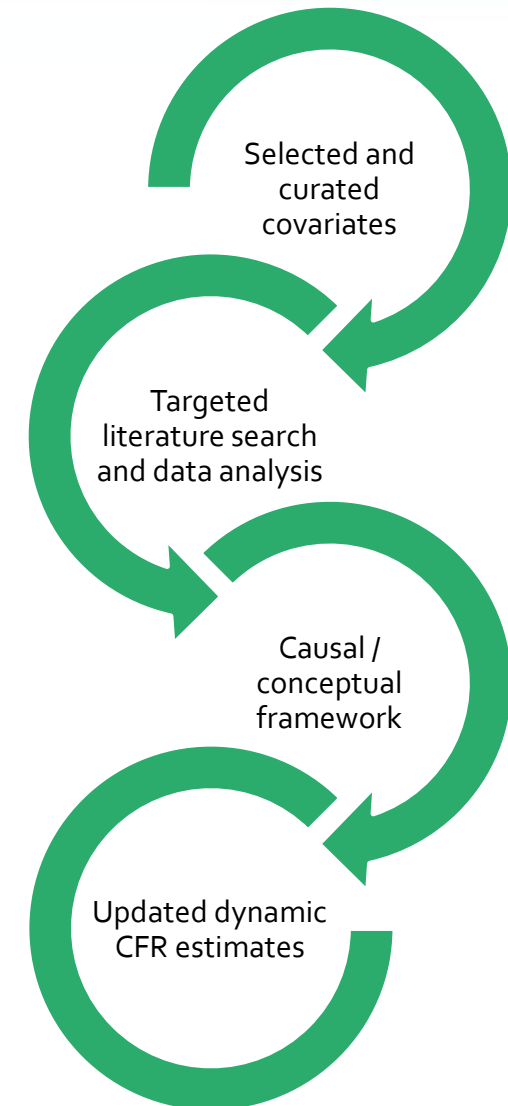 Selected and
curated
covariates
Targeted
literature search
and data analysis
Causal /
conceptual
framework
Updated dynamic
CFR estimates